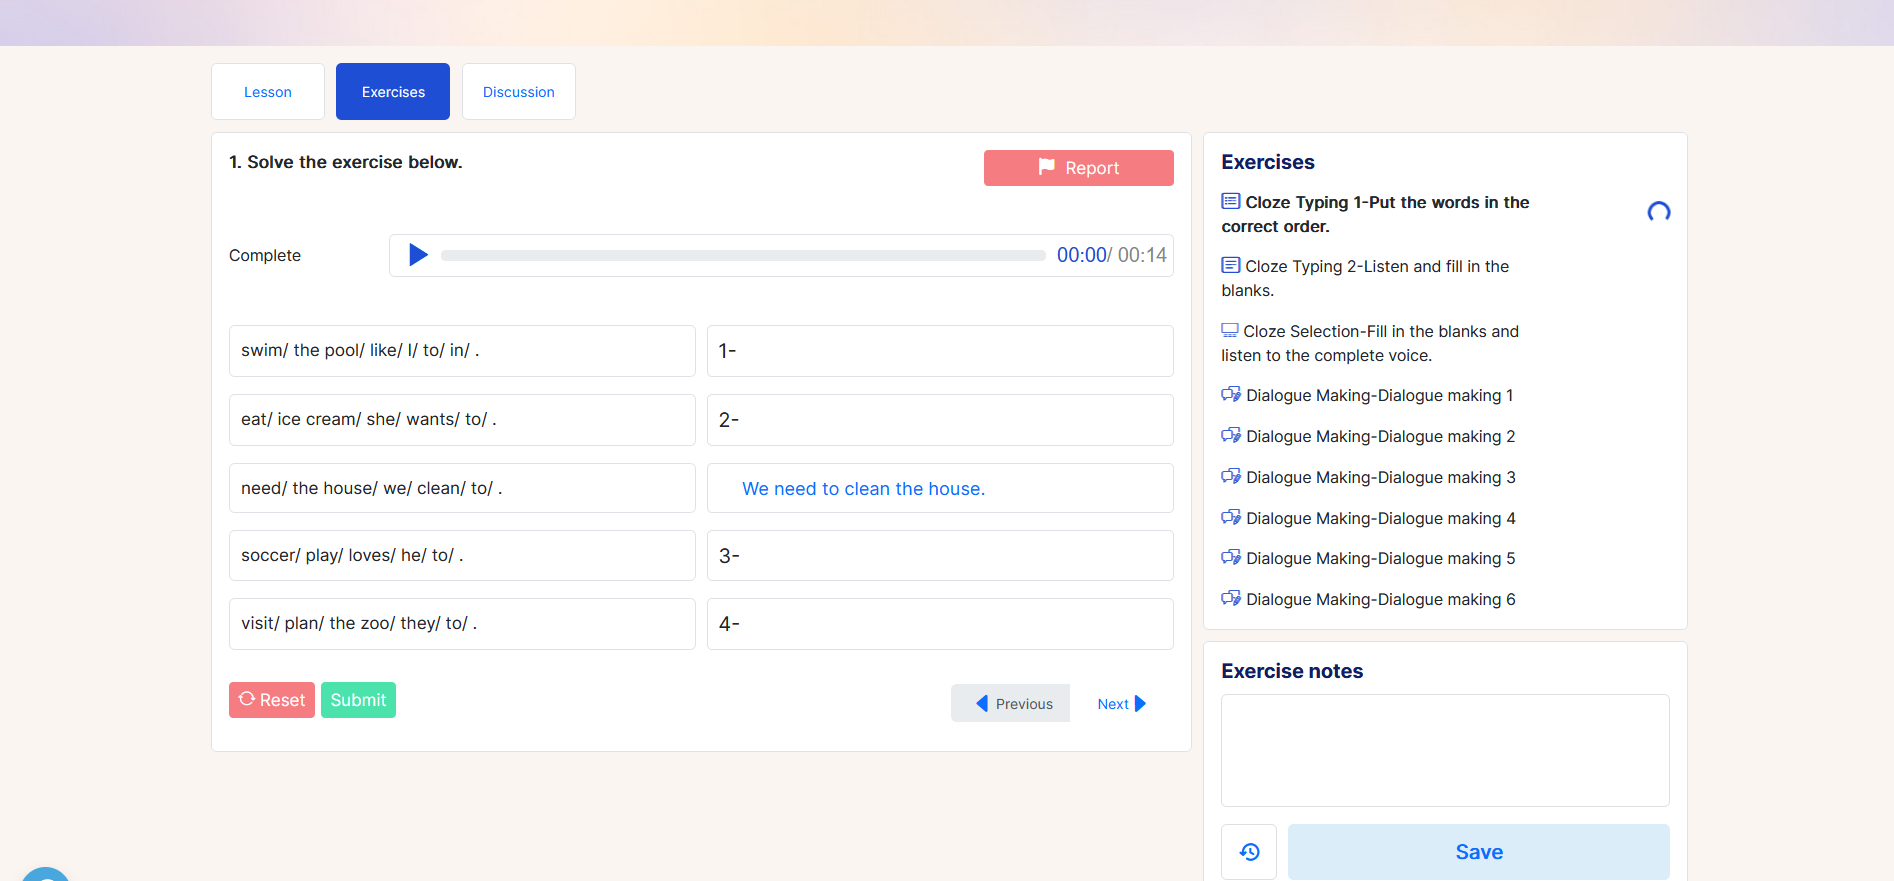 Lesson
Exercises
Discussion
1. Solve the exercise below.
Report
Complete
00:00/ 00:14
swim/ the pool/ like/ I/ to/ in/ .
1-
eat/ ice cream/ she/ wants/ to/ .
2-
need/ the house/ we/ clean/ to/ .
We need to clean the house.
soccer/ play/ loves/ he/ to/ .
3-
visit/ plan/ the zoo/ they/ to/ .
4-
Reset
Submit
Previous
Next
Exercises
Cloze Typing 1-Put the words in the
correct order.
Cloze Typing 2-Listen and fill in the
blanks.
Cloze Selection-Fill in the blanks and
listen to the complete voice.
Dialogue Making-Dialogue making 1
Dialogue Making-Dialogue making 2
Dialogue Making-Dialogue making 3
Dialogue Making-Dialogue making 4
Dialogue Making-Dialogue making 5
Dialogue Making-Dialogue making 6
Exercise notes
Save